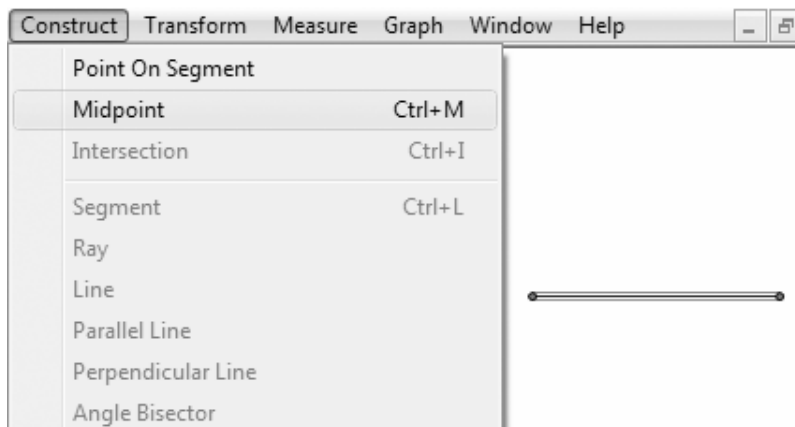 Construct Transform Measure Graph Window Help
Point On Segment
Midpoint Ctrl+M
Intersection Ctrl+I
Segment Ctrl+L
Ray
Line
Parallel Line
Perpendicular Line
Angle Bisector